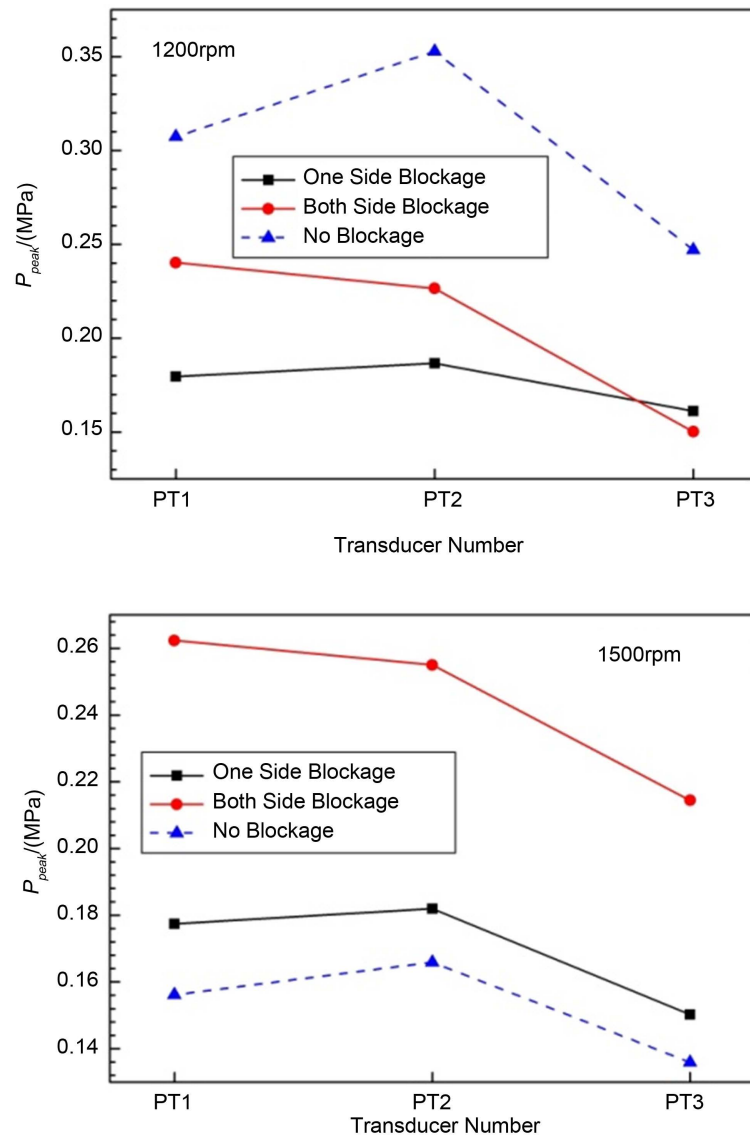 0.35
1200rpm
0.30
One Side Blockage
Both Side Blockage
No Blockage
0.25
0.20
0.15
P_peak/(MPa)
PT1 PT2 PT3
Transducer Number
0.26
1500rpm
0.24
0.22
One Side Blockage
Both Side Blockage
No Blockage
0.20
0.18
0.16
0.14
P_peak/(MPa)
PT1 PT2 PT3
Transducer Number